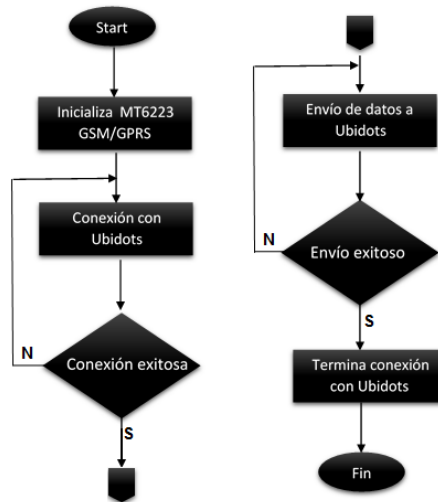 Start
Inicializa MT6223
GSM/GPRS
Conexión con
Ubidots
N
Conexión exitosa
S
Envío de datos a
Ubidots
N
Envío exitoso
S
Termina conexión
con Ubidots
Fin